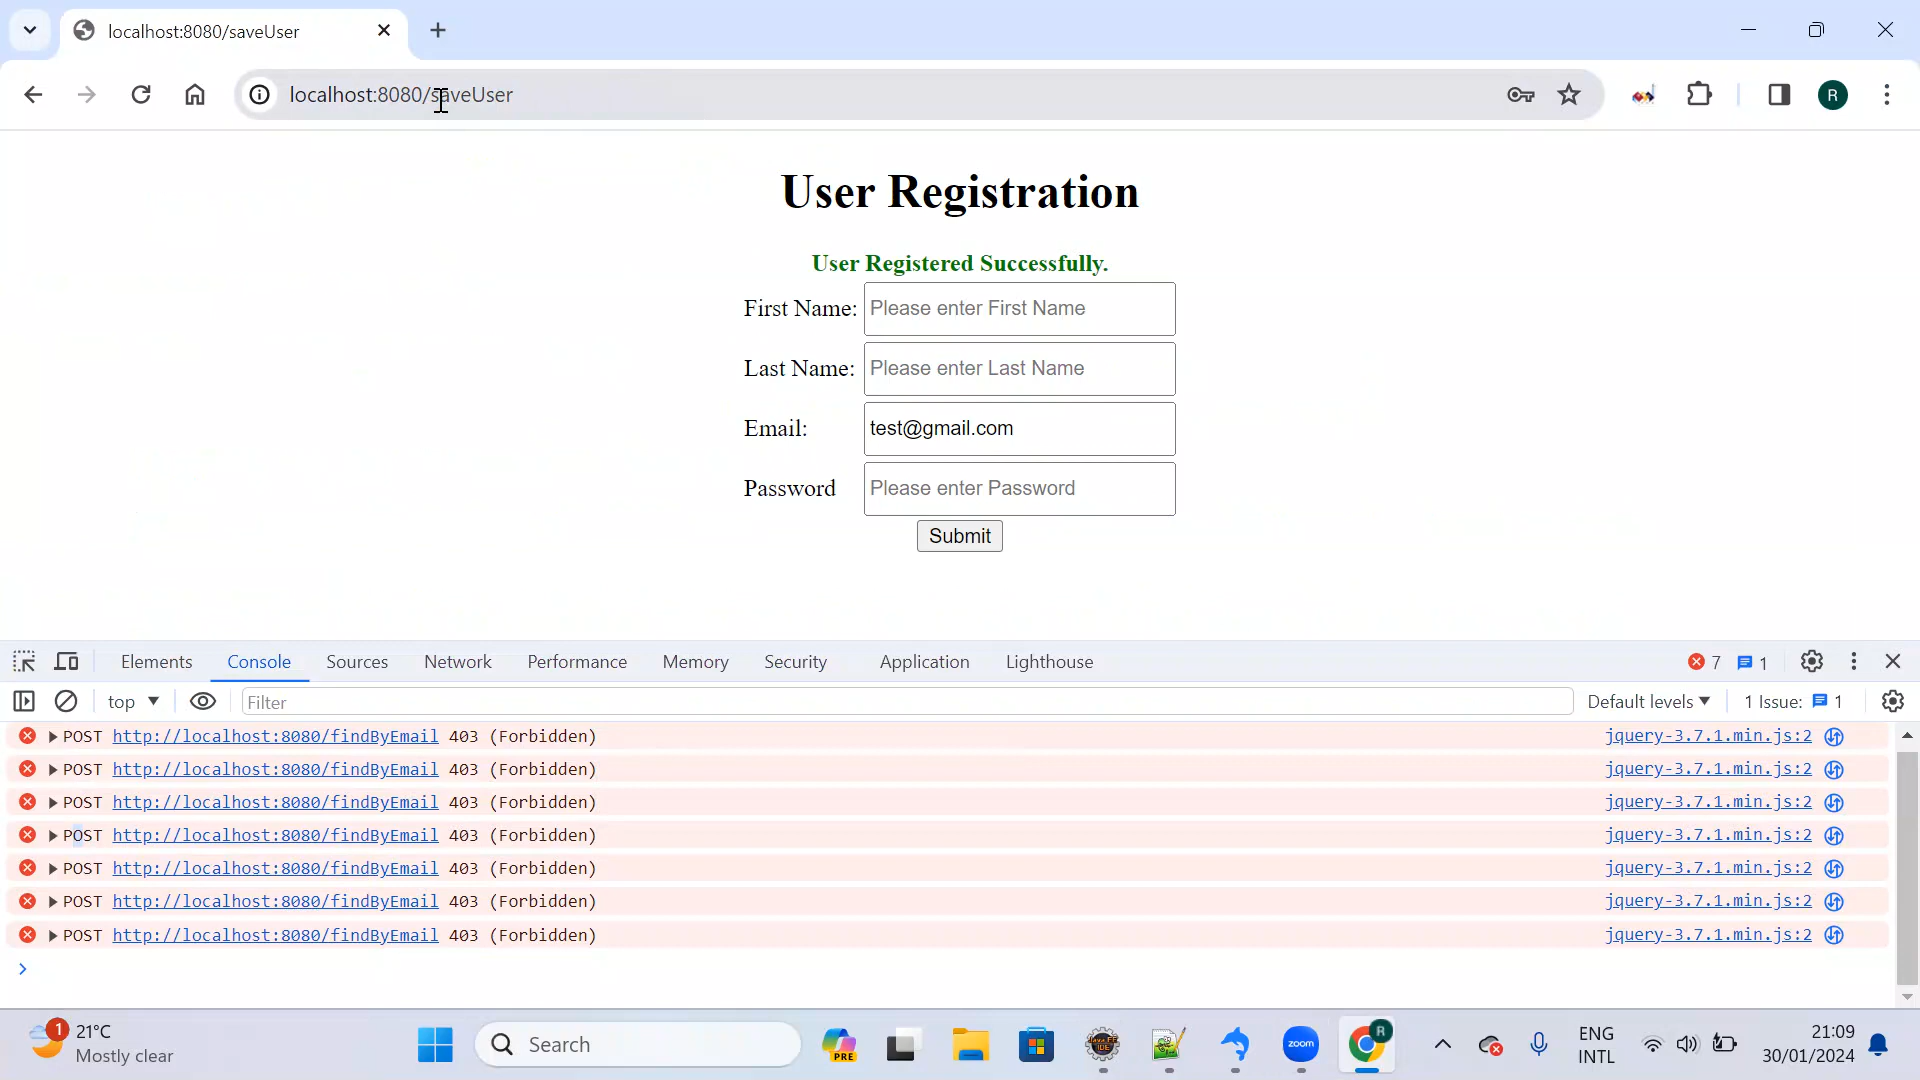 localhost:8080/saveUser
localhost:8080/saveUser
R
User Registration
User Registered Successfully.
First Name: Please enter First Name
Last Name: Please enter Last Name
Email: test@gmail.com
Password Please enter Password
Submit
Elements Console Sources Network Performance Memory Security Application Lighthouse 7 1
top Filter Default levels 1 Issue: 1
POST http://localhost:8080/findByEmail 403 (Forbidden) jquery-3.7.1.min.js:2
POST http://localhost:8080/findByEmail 403 (Forbidden) jquery-3.7.1.min.js:2
POST http://localhost:8080/findByEmail 403 (Forbidden) jquery-3.7.1.min.js:2
POST http://localhost:8080/findByEmail 403 (Forbidden) jquery-3.7.1.min.js:2
POST http://localhost:8080/findByEmail 403 (Forbidden) jquery-3.7.1.min.js:2
POST http://localhost:8080/findByEmail 403 (Forbidden) jquery-3.7.1.min.js:2
POST http://localhost:8080/findByEmail 403 (Forbidden) jquery-3.7.1.min.js:2
1 21°C Search PRE zoom R ENG 21:09
Mostly clear INTL 30/01/2024